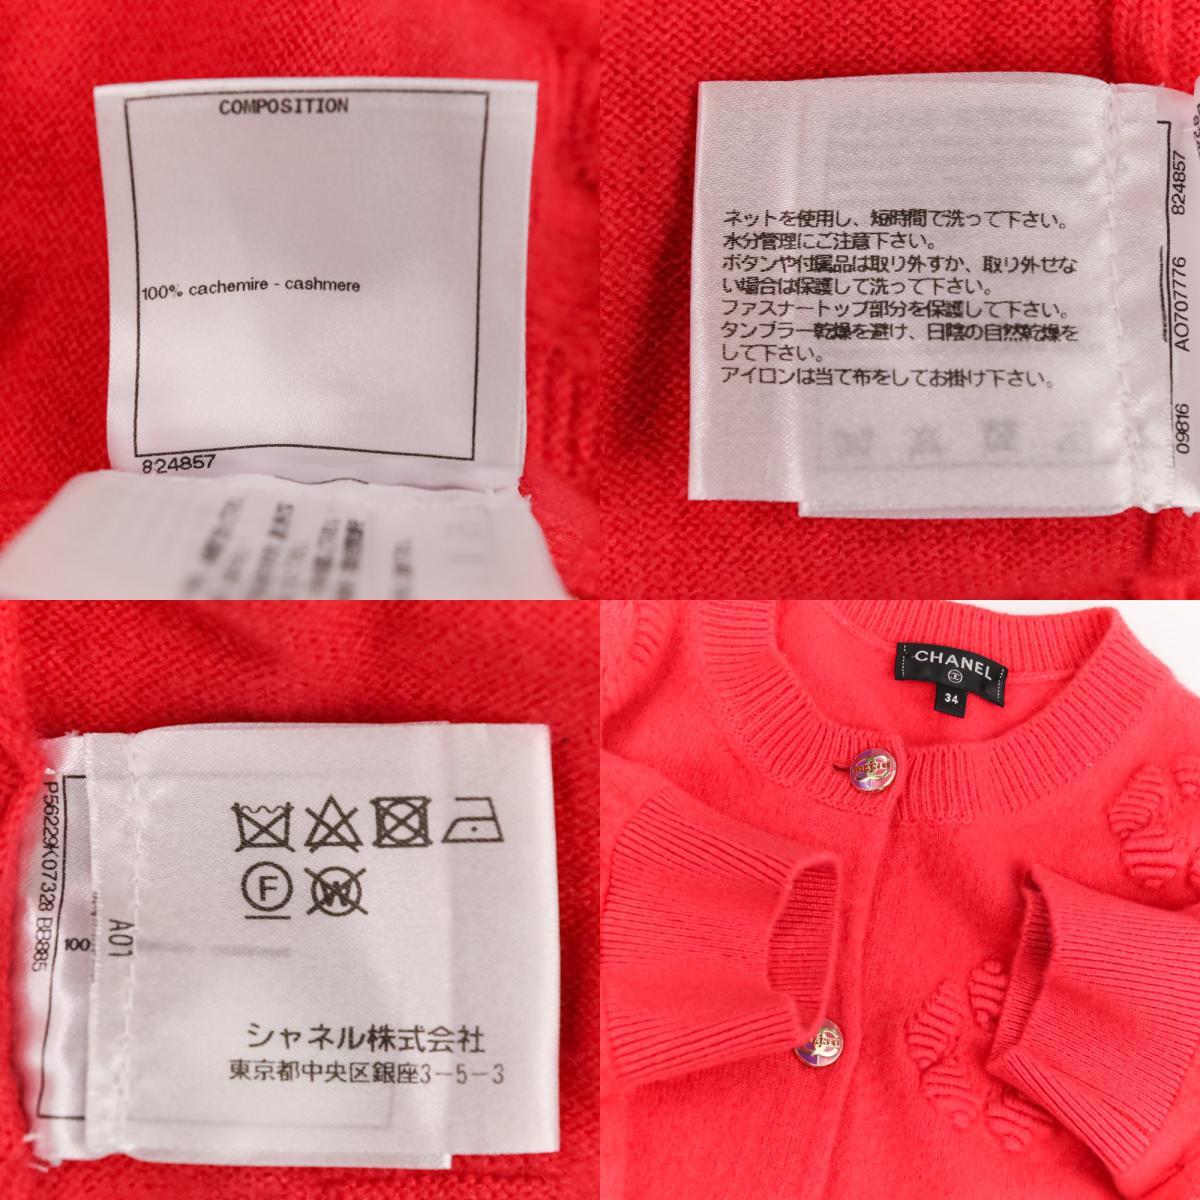 COMPOSITION
100% cachemire - cashmere
824857
ネットを使用し、短時間で洗って下さい。
水分管理にご注意下さい。
ボタンや付属品は取り外すか、取り外せな
い場合は保護して洗って下さい。
ファスナートップ部分を保護して下さい。
タンブラー乾燥を避け、日陰の自然乾燥を
して下さい。
アイロンは当て布をしてお掛け下さい。
09816 AO707776 824857
P56229K07328 BB885
100
A01
F
W
シャネル株式会社
東京都中央区銀座3-5-3
CHANEL
34